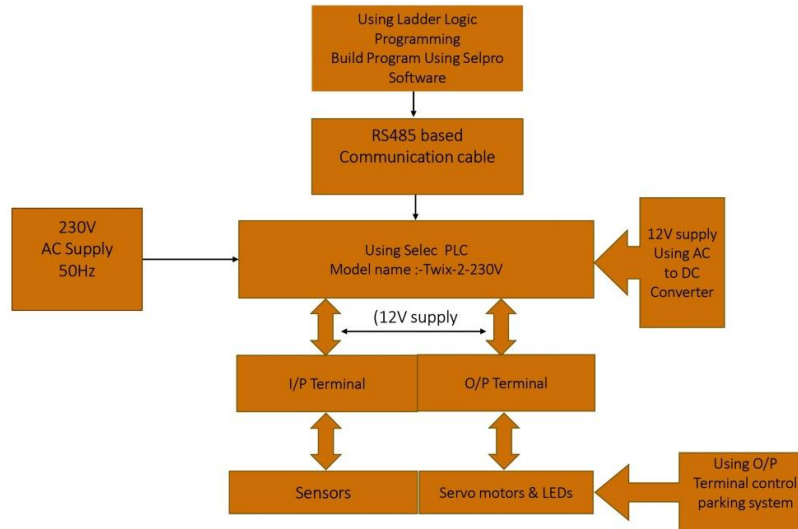 Using Ladder Logic
Programming
Build Program Using Selpro
Software
RS485 based
Communication cable
230V
AC Supply
50Hz
Using Selec PLC
Model name :-Twix-2-230V
12V supply
Using AC
to DC
Converter
(12V supply
I/P Terminal
O/P Terminal
Sensors
Servo motors & LEDs
Using O/P
Terminal control
parking system